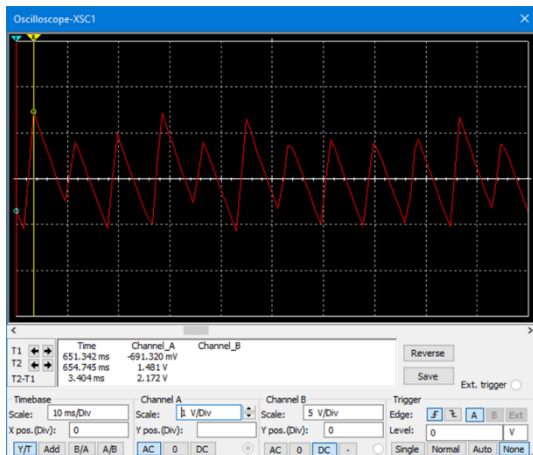 Oscilloscope-XSC1
Time Channel_A Channel_B
T1 651.342 ms -691.320 mV
T2 654.745 ms 1.481 V
T2-T1 3.404 ms 2.172 V
Reverse
Save
Ext. trigger
Timebase Channel A Channel B Trigger
Scale: 10 ms/Div Scale: 1 V/Div Scale: 5 V/Div Edge: A B Ext
X pos.(Div): 0 Y pos.(Div): 0 Y pos.(Div): 0 Level: 0 V
Y/T Add B/A A/B AC 0 DC AC 0 DC - Single Normal Auto None